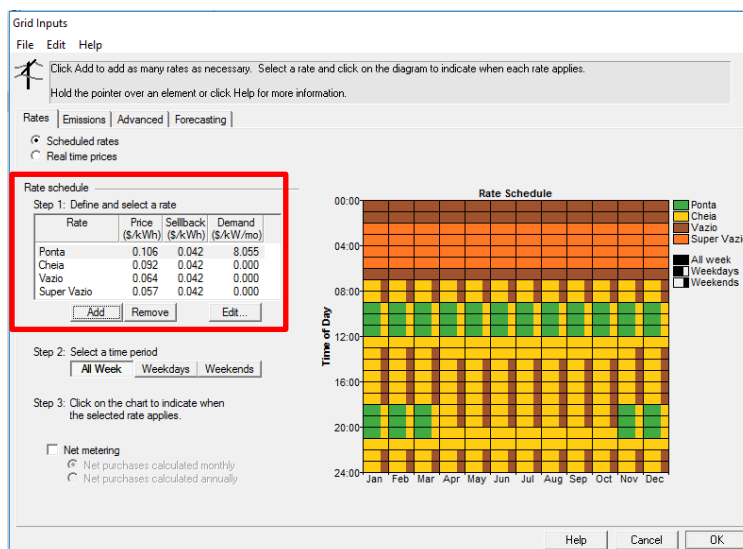 Grid Inputs
File Edit Help
Click Add to add as many rates as necessary. Select a rate and click on the diagram to indicate when each rate applies.
Hold the pointer over an element or click Help for more information.
Rates Emissions Advanced Forecasting
Scheduled rates
Real time prices
Rate schedule
Step 1: Define and select a rate
Rate Price Sellback Demand
($/kWh) ($/kWh) ($/kW/mo)
Ponta 0.106 0.042 8.055
Cheia 0.092 0.042 0.000
Vazio 0.064 0.042 0.000
Super Vazio 0.057 0.042 0.000
Add Remove Edit...
Step 2: Select a time period
All Week Weekdays Weekends
Step 3: Click on the chart to indicate when
the selected rate applies.
Net metering
Net purchases calculated monthly
Net purchases calculated annually
Rate Schedule
Time of Day
00:00
04:00
08:00
12:00
16:00
20:00
24:00
Jan Feb Mar Apr May Jun Jul Aug Sep Oct Nov Dec
Ponta
Cheia
Vazio
Super Vazio
All week
Weekdays
Weekends
Help Cancel OK